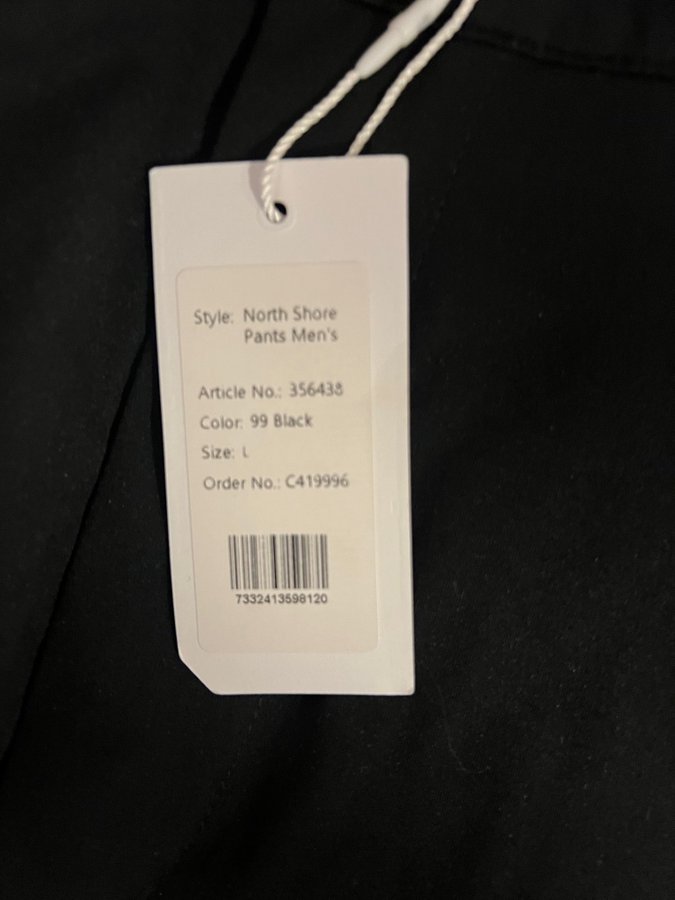 Style: North Shore
Pants Men's
Article No.: 356438
Color: 99 Black
Size: L
Order No.: C419996
7332413598120